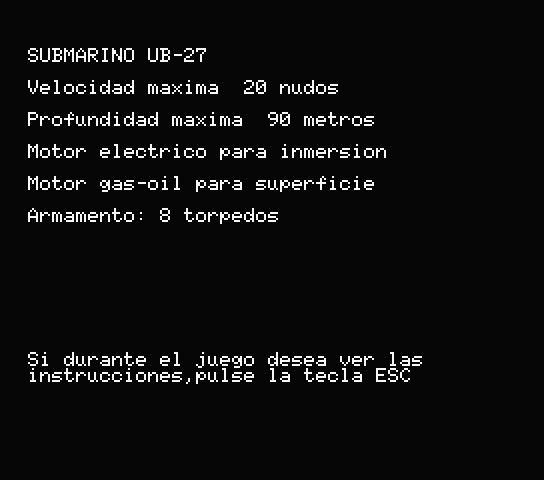 SUBMARINO UB-27
Velocidad maxima  20 nudos
Profundidad maxima  90 metros
Motor electrico para inmersion
Motor gas-oil para superficie
Armamento: 8 torpedos
Si durante el juego desea ver las
instrucciones,pulse la tecla ESC